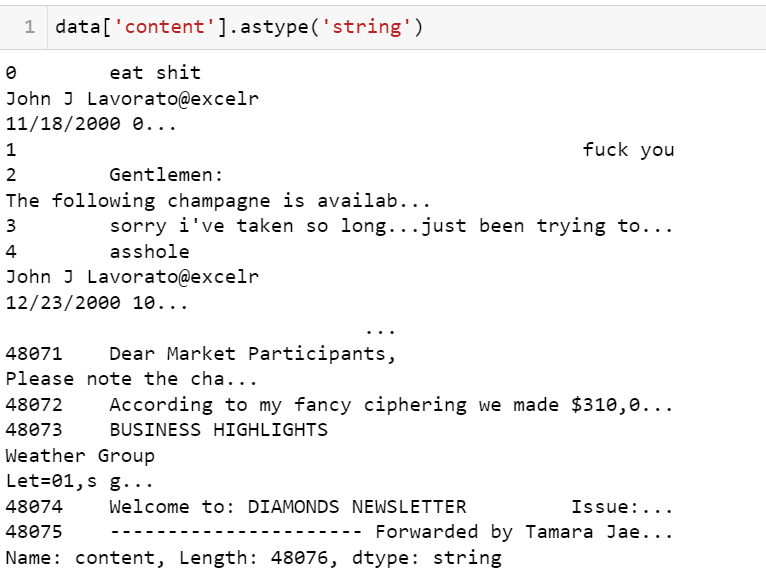 1 data['content'].astype('string')
0 eat shit
John J Lavorato@excelr
11/18/2000 0...
1 fuck you
2 Gentlemen:
The following champagne is availab...
3 sorry i've taken so long...just been trying to...
4 asshole
John J Lavorato@excelr
12/23/2000 10...
...
48071 Dear Market Participants,
Please note the cha...
48072 According to my fancy ciphering we made $310,0...
48073 BUSINESS HIGHLIGHTS
Weather Group
Let=01,s g...
48074 Welcome to: DIAMONDS NEWSLETTER Issue:...
48075 ---------------------- Forwarded by Tamara Jae...
Name: content, Length: 48076, dtype: string